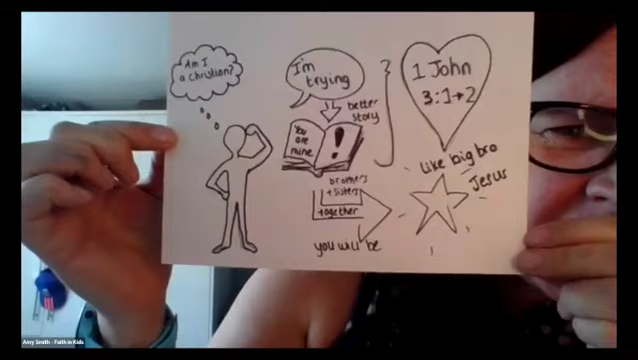 Am I
a christian?
I'm
trying
better
story
You
are
mine
!
brothers
+ sisters
together
you will be
1 John
3:1→2
like big bro
Jesus
Amy Smith - Faith in Kids